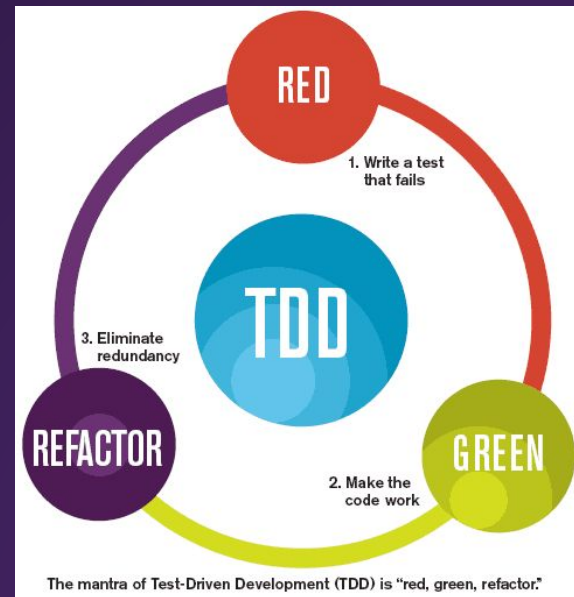 RED
1. Write a test
that fails
TDD
3. Eliminate
redundancy
REFACTOR
GREEN
2. Make the
code work
The mantra of Test-Driven Development (TDD) is “red, green, refactor.”